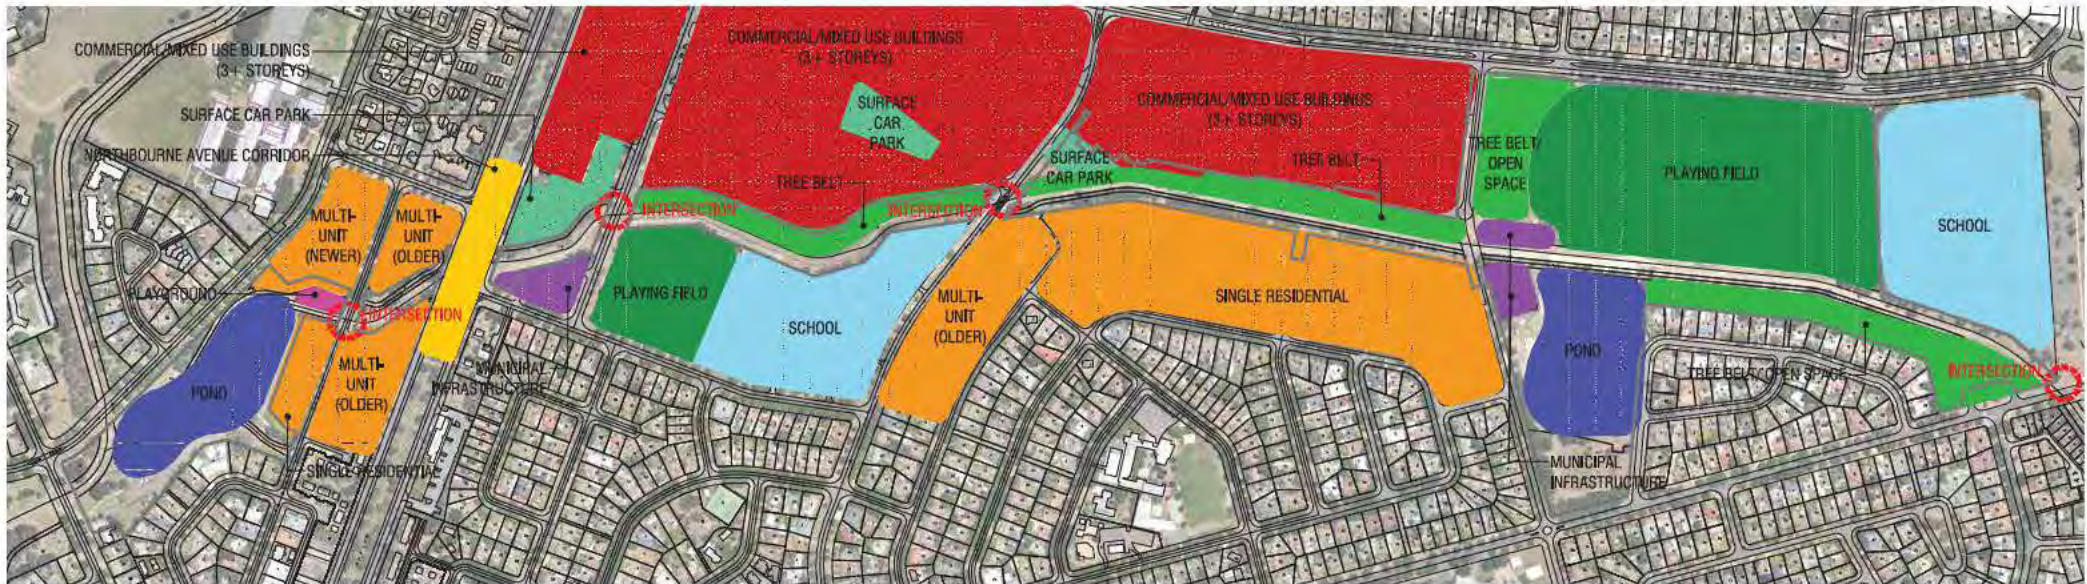 COMMERCIAL/MIXED USE BUILDINGS
(3+ STOREYS)
SURFACE CAR PARK
NORTHBOURNE AVENUE CORRIDOR
COMMERCIAL/MIXED USE BUILDINGS
(3+ STOREYS)
SURFACE
CAR
PARK
COMMERCIAL/MIXED USE BUILDINGS
(3+ STOREYS)
SURFACE
CAR PARK
TREE BELT
TREE BELT
TREE BELT/
OPEN
SPACE
PLAYING FIELD
SCHOOL
MULTI-
UNIT
(NEWER)
MULTI-
UNIT
(OLDER)
INTERSECTION
INTERSECTION
PLAYGROUND
INTERSECTION
PLAYING FIELD
SCHOOL
MULTI-
UNIT
(OLDER)
SINGLE RESIDENTIAL
POND
MULTI-
UNIT
(OLDER)
MUNICIPAL
INFRASTRUCTURE
POND
TREE BELT/OPEN SPACE
INTERSECTION
SINGLE RESIDENTIAL
MUNICIPAL
INFRASTRUCTURE